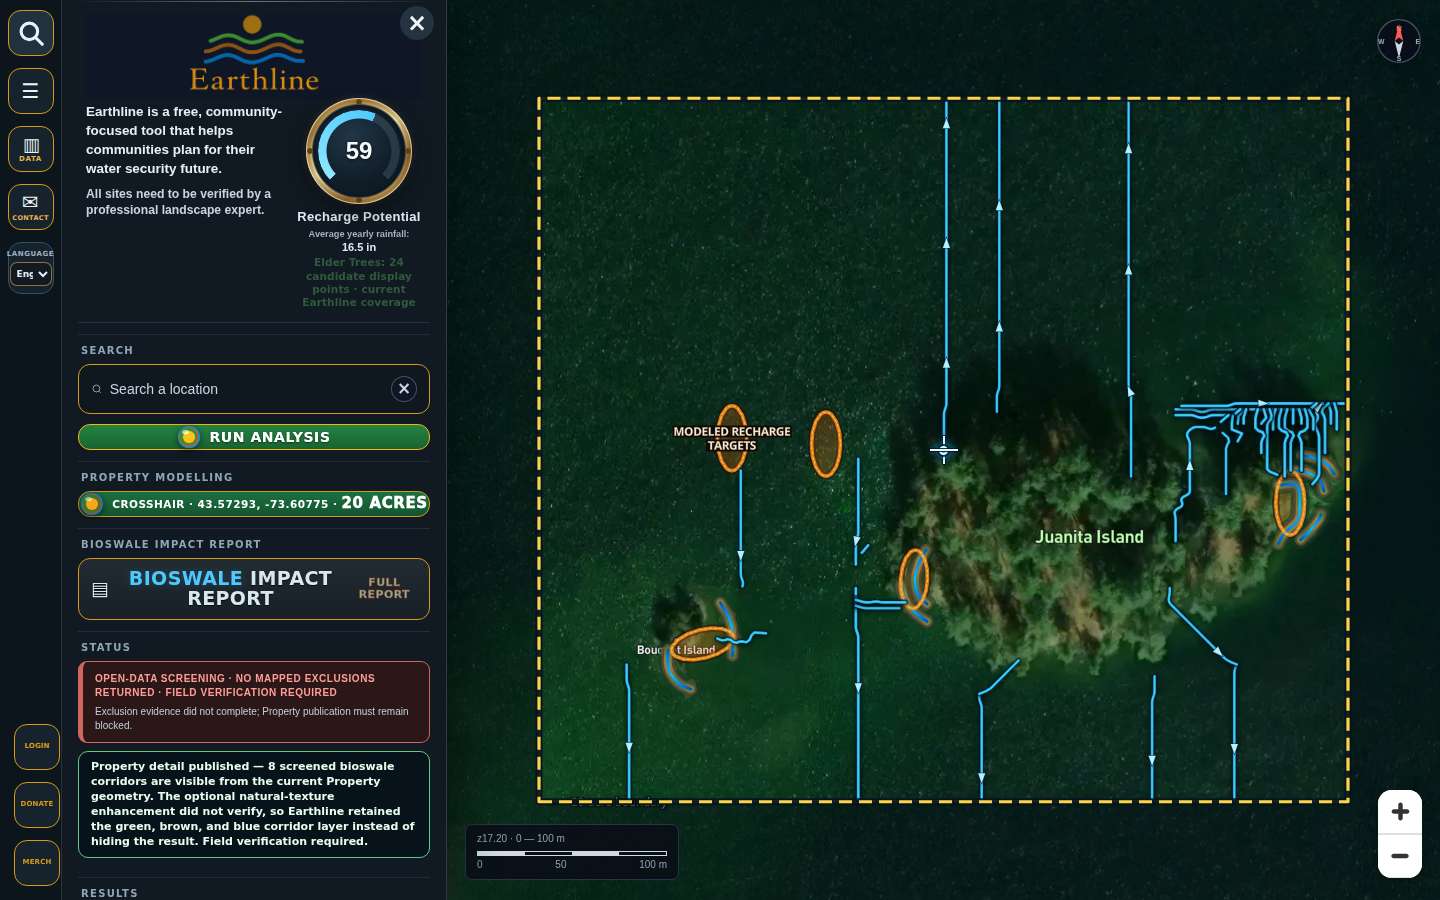 ☰
DATA
CONTACT
LANGUAGE
Eng
LOGIN
DONATE
MERCH
Earthline
Earthline is a free, community-
focused tool that helps
communities plan for their
water security future.
All sites need to be verified by a
professional landscape expert.
59
Recharge Potential
Average yearly rainfall:
16.5 in
Elder Trees: 24
candidate display
points · current
Earthline coverage
SEARCH
Search a location
RUN ANALYSIS
PROPERTY MODELLING
CROSSHAIR · 43.57293, -73.60775 · 20 ACRES
BIOSWALE IMPACT REPORT
BIOSWALE IMPACT
REPORT
FULL
REPORT
STATUS
OPEN-DATA SCREENING · NO MAPPED EXCLUSIONS
RETURNED · FIELD VERIFICATION REQUIRED
Exclusion evidence did not complete; Property publication must remain
blocked.
Property detail published — 8 screened bioswale
corridors are visible from the current Property
geometry. The optional natural-texture
enhancement did not verify, so Earthline retained
the green, brown, and blue corridor layer instead of
hiding the result. Field verification required.
RESULTS
MODELED RECHARGE
TARGETS
Juanita Island
Island
N
W E
S
z17.20 · 0 — 100 m
0 50 100 m
+
−